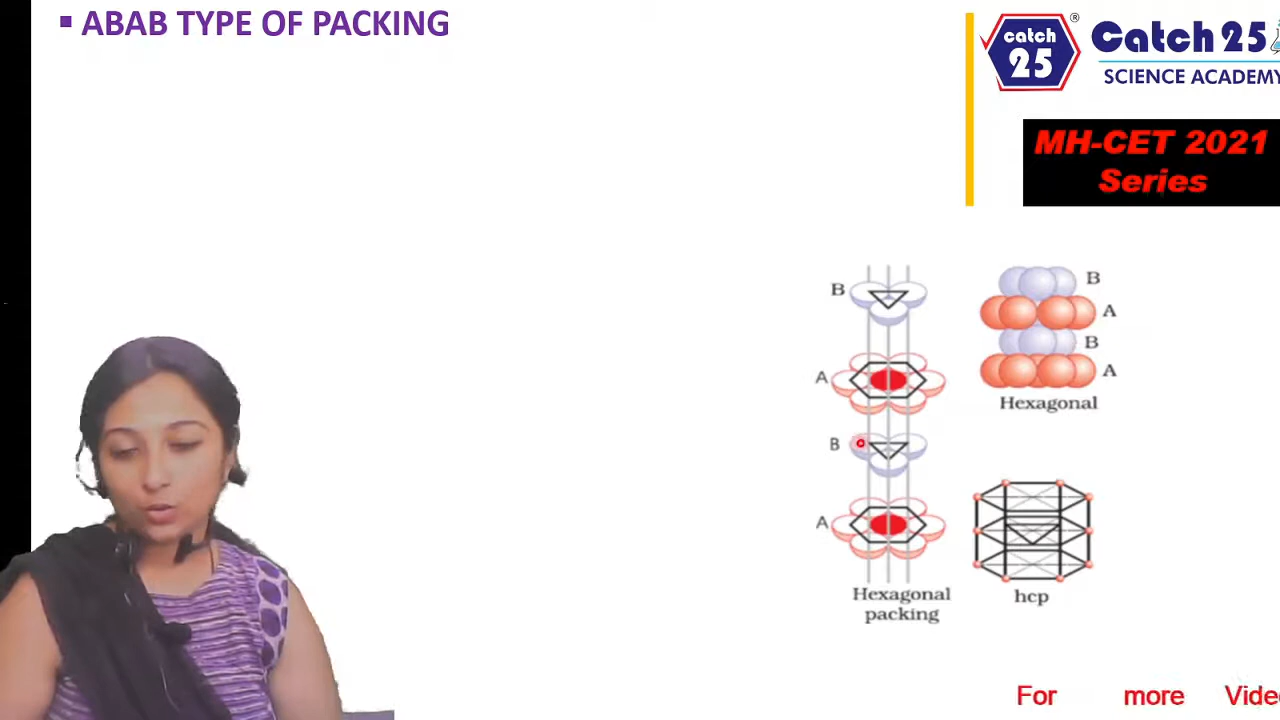 ▪ ABAB TYPE OF PACKING
catch
25
®
Catch 25
SCIENCE ACADEMY
MH-CET 2021
Series
B
A
B
A
Hexagonal
packing
B
A
B
A
Hexagonal
hcp
For more Vide